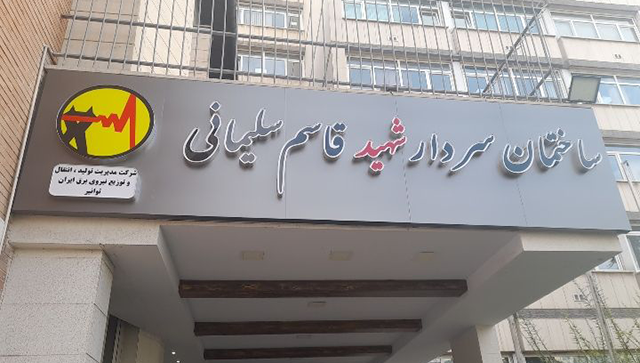 ساختمان سردار شهید قاسم سلیمانی
شرکت مدیریت تولید ، انتقال
و توزیع نیروی برق ایران
توانیر